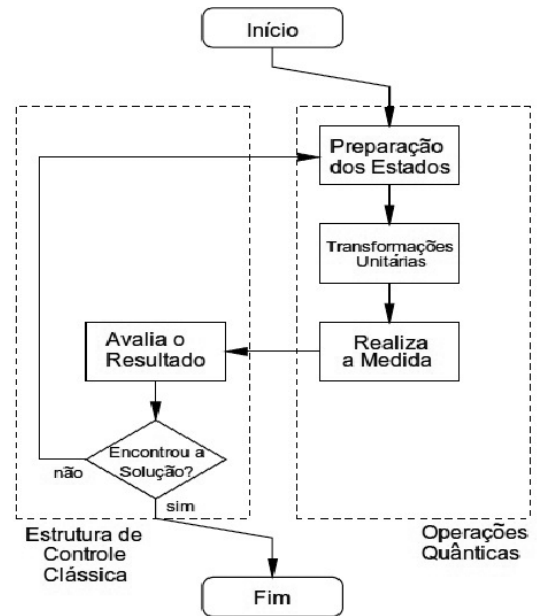 Início
Preparação
dos Estados
Transformações
Unitárias
Realiza
a Medida
Avalia o
Resultado
Encontrou a
Solução?
não
sim
Estrutura de
Controle
Clássica
Operações
Quânticas
Fim